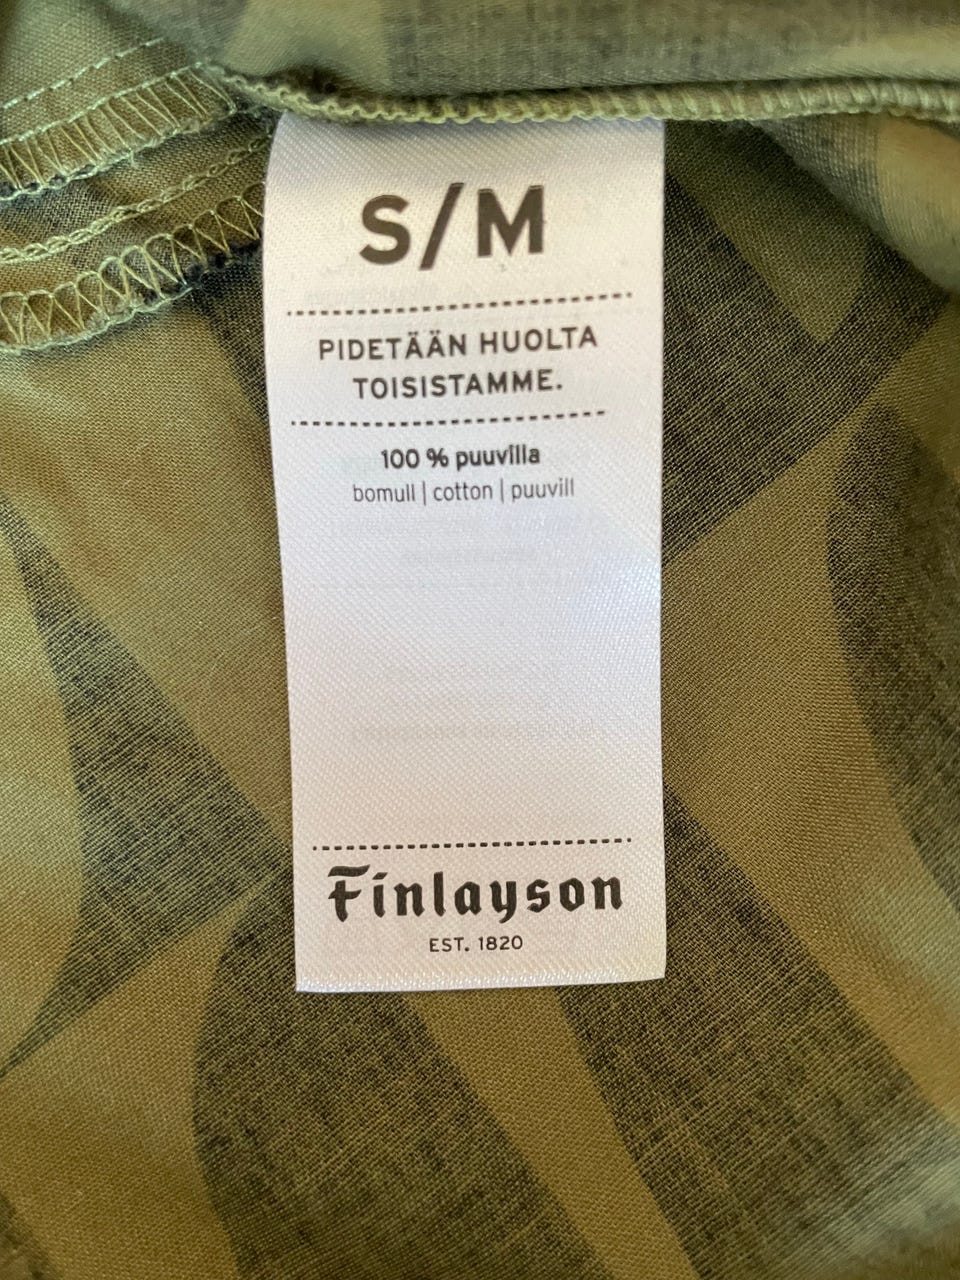 S/M
PIDETÄÄN HUOLTA
TOISISTAMME.
100 % puuvilla
bomull | cotton | puuvill
Finlayson
EST. 1820